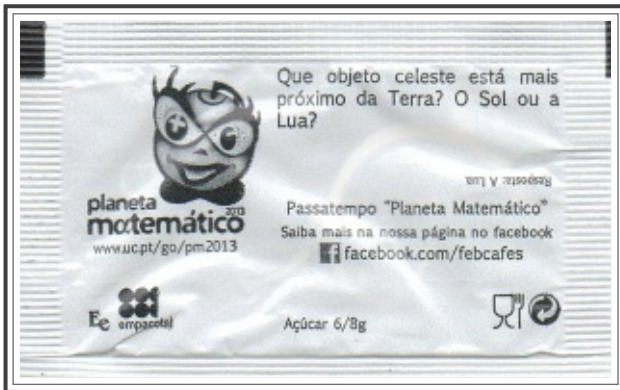 Que objeto celeste está mais
próximo da Terra? O Sol ou a
Lua?
Resposta: A Lua
planeta
matemático
2013
www.uc.pt/go/pm2013
Passatempo "Planeta Matemático"
Saiba mais na nossa página no facebook
f facebook.com/febcafes
Ee empacotal
Açúcar 6/8g